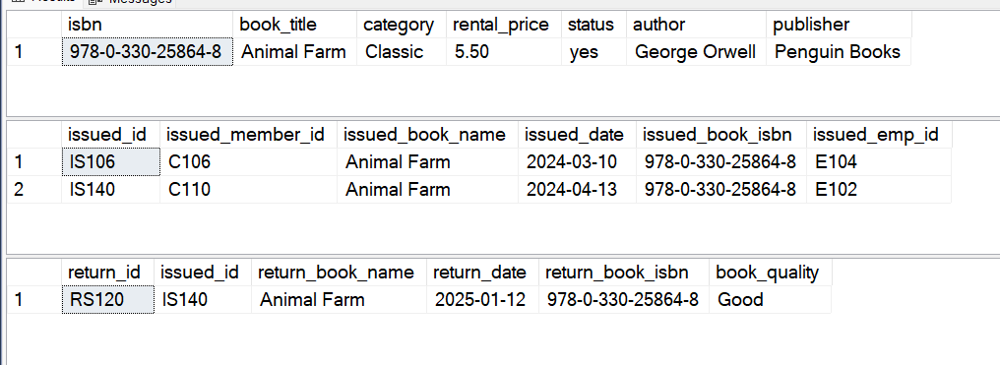 Results Messages
isbn book_title category rental_price status author publisher
1 978-0-330-25864-8 Animal Farm Classic 5.50 yes George Orwell Penguin Books
issued_id issued_member_id issued_book_name issued_date issued_book_isbn issued_emp_id
1 IS106 C106 Animal Farm 2024-03-10 978-0-330-25864-8 E104
2 IS140 C110 Animal Farm 2024-04-13 978-0-330-25864-8 E102
return_id issued_id return_book_name return_date return_book_isbn book_quality
1 RS120 IS140 Animal Farm 2025-01-12 978-0-330-25864-8 Good